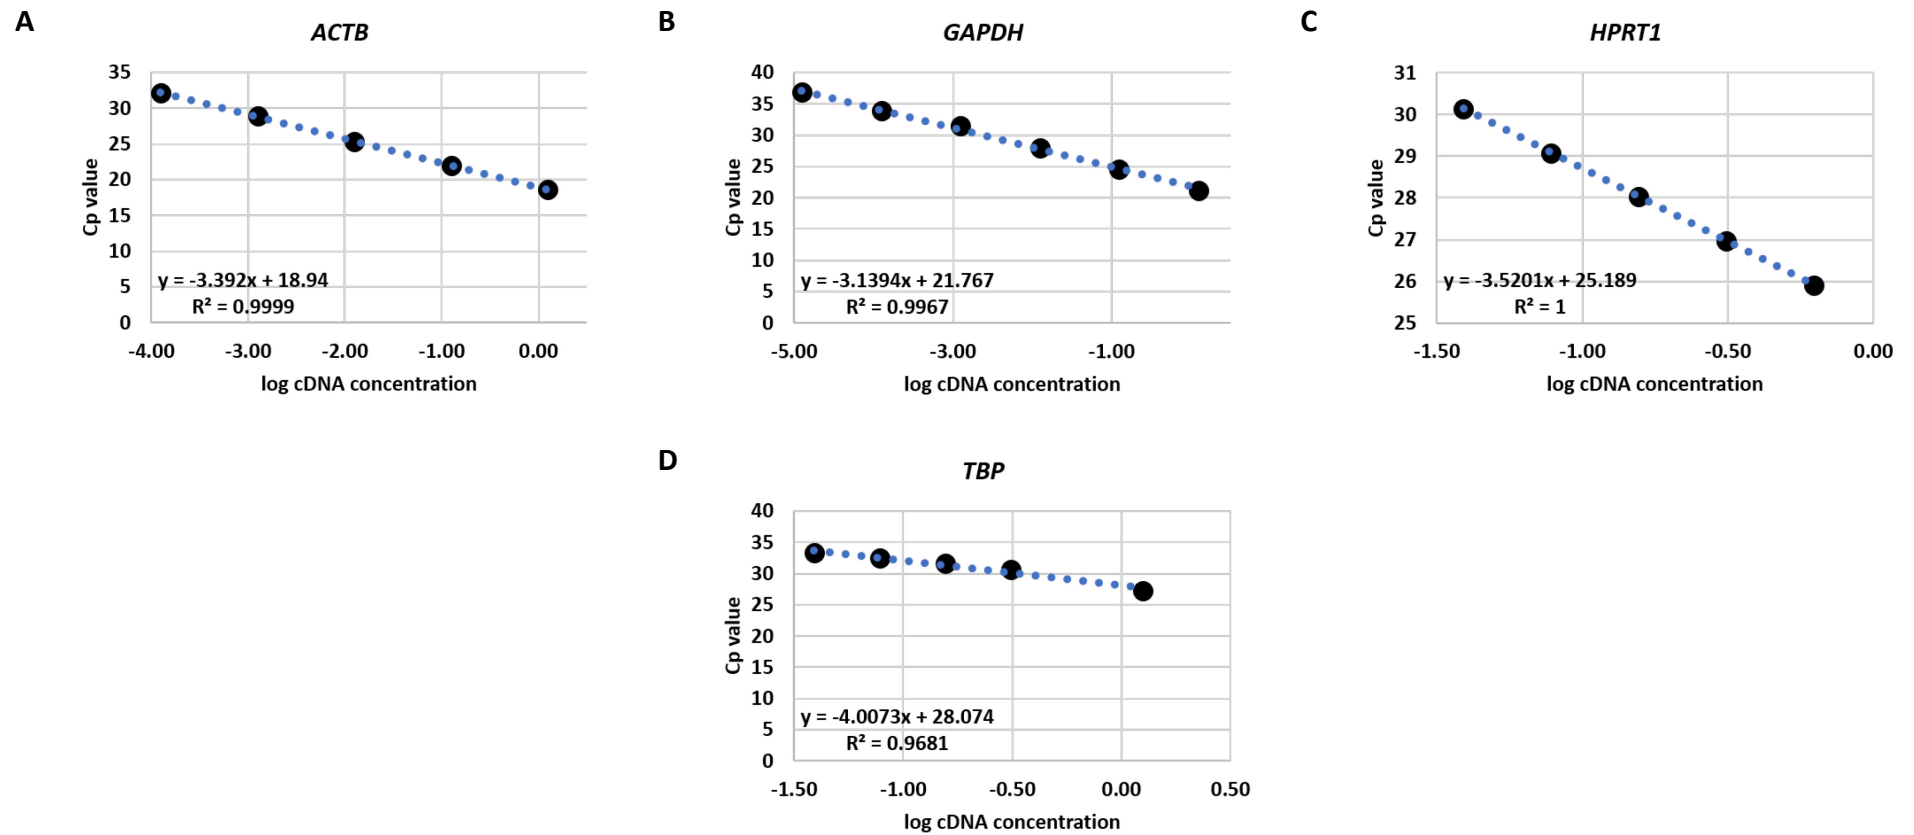 A
ACTB
35
30
25
20
15
10
5
0
Cp value
y = -3.392x + 18.94
R² = 0.9999
-4.00 -3.00 -2.00 -1.00 0.00
log cDNA concentration
B
GAPDH
40
35
30
25
20
15
10
5
0
Cp value
y = -3.1394x + 21.767
R² = 0.9967
-5.00 -3.00 -1.00
log cDNA concentration
C
HPRT1
31
30
29
28
27
26
25
Cp value
y = -3.5201x + 25.189
R² = 1
-1.50 -1.00 -0.50 0.00
log cDNA concentration
D
TBP
40
35
30
25
20
15
10
5
0
Cp value
y = -4.0073x + 28.074
R² = 0.9681
-1.50 -1.00 -0.50 0.00 0.50
log cDNA concentration